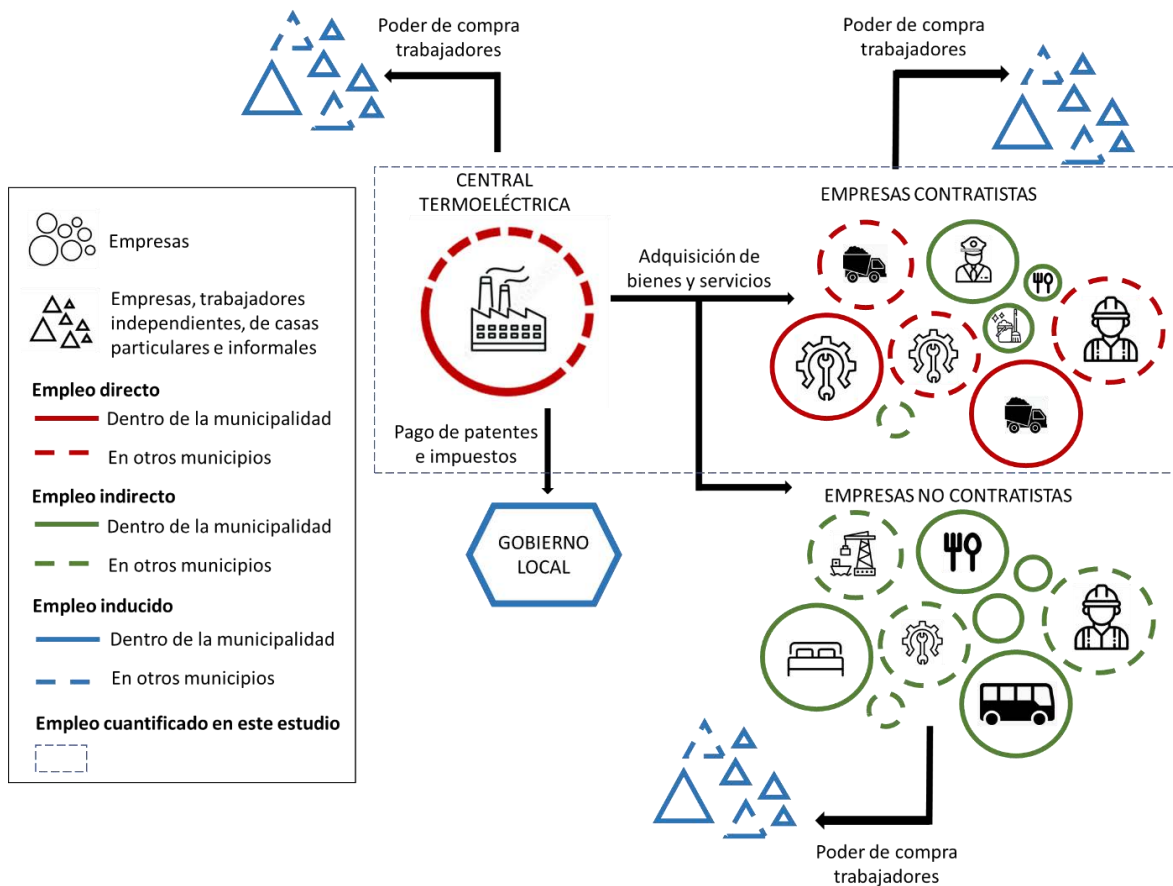 Poder de compra
trabajadores
Poder de compra
trabajadores
CENTRAL
TERMOELÉCTRICA
EMPRESAS CONTRATISTAS
Adquisición de
bienes y servicios
Pago de patentes
e impuestos
GOBIERNO
LOCAL
EMPRESAS NO CONTRATISTAS
Poder de compra
trabajadores
Empresas
Empresas, trabajadores
independientes, de casas
particulares e informales
Empleo directo
Dentro de la municipalidad
En otros municipios
Empleo indirecto
Dentro de la municipalidad
En otros municipios
Empleo inducido
Dentro de la municipalidad
En otros municipios
Empleo cuantificado en este estudio